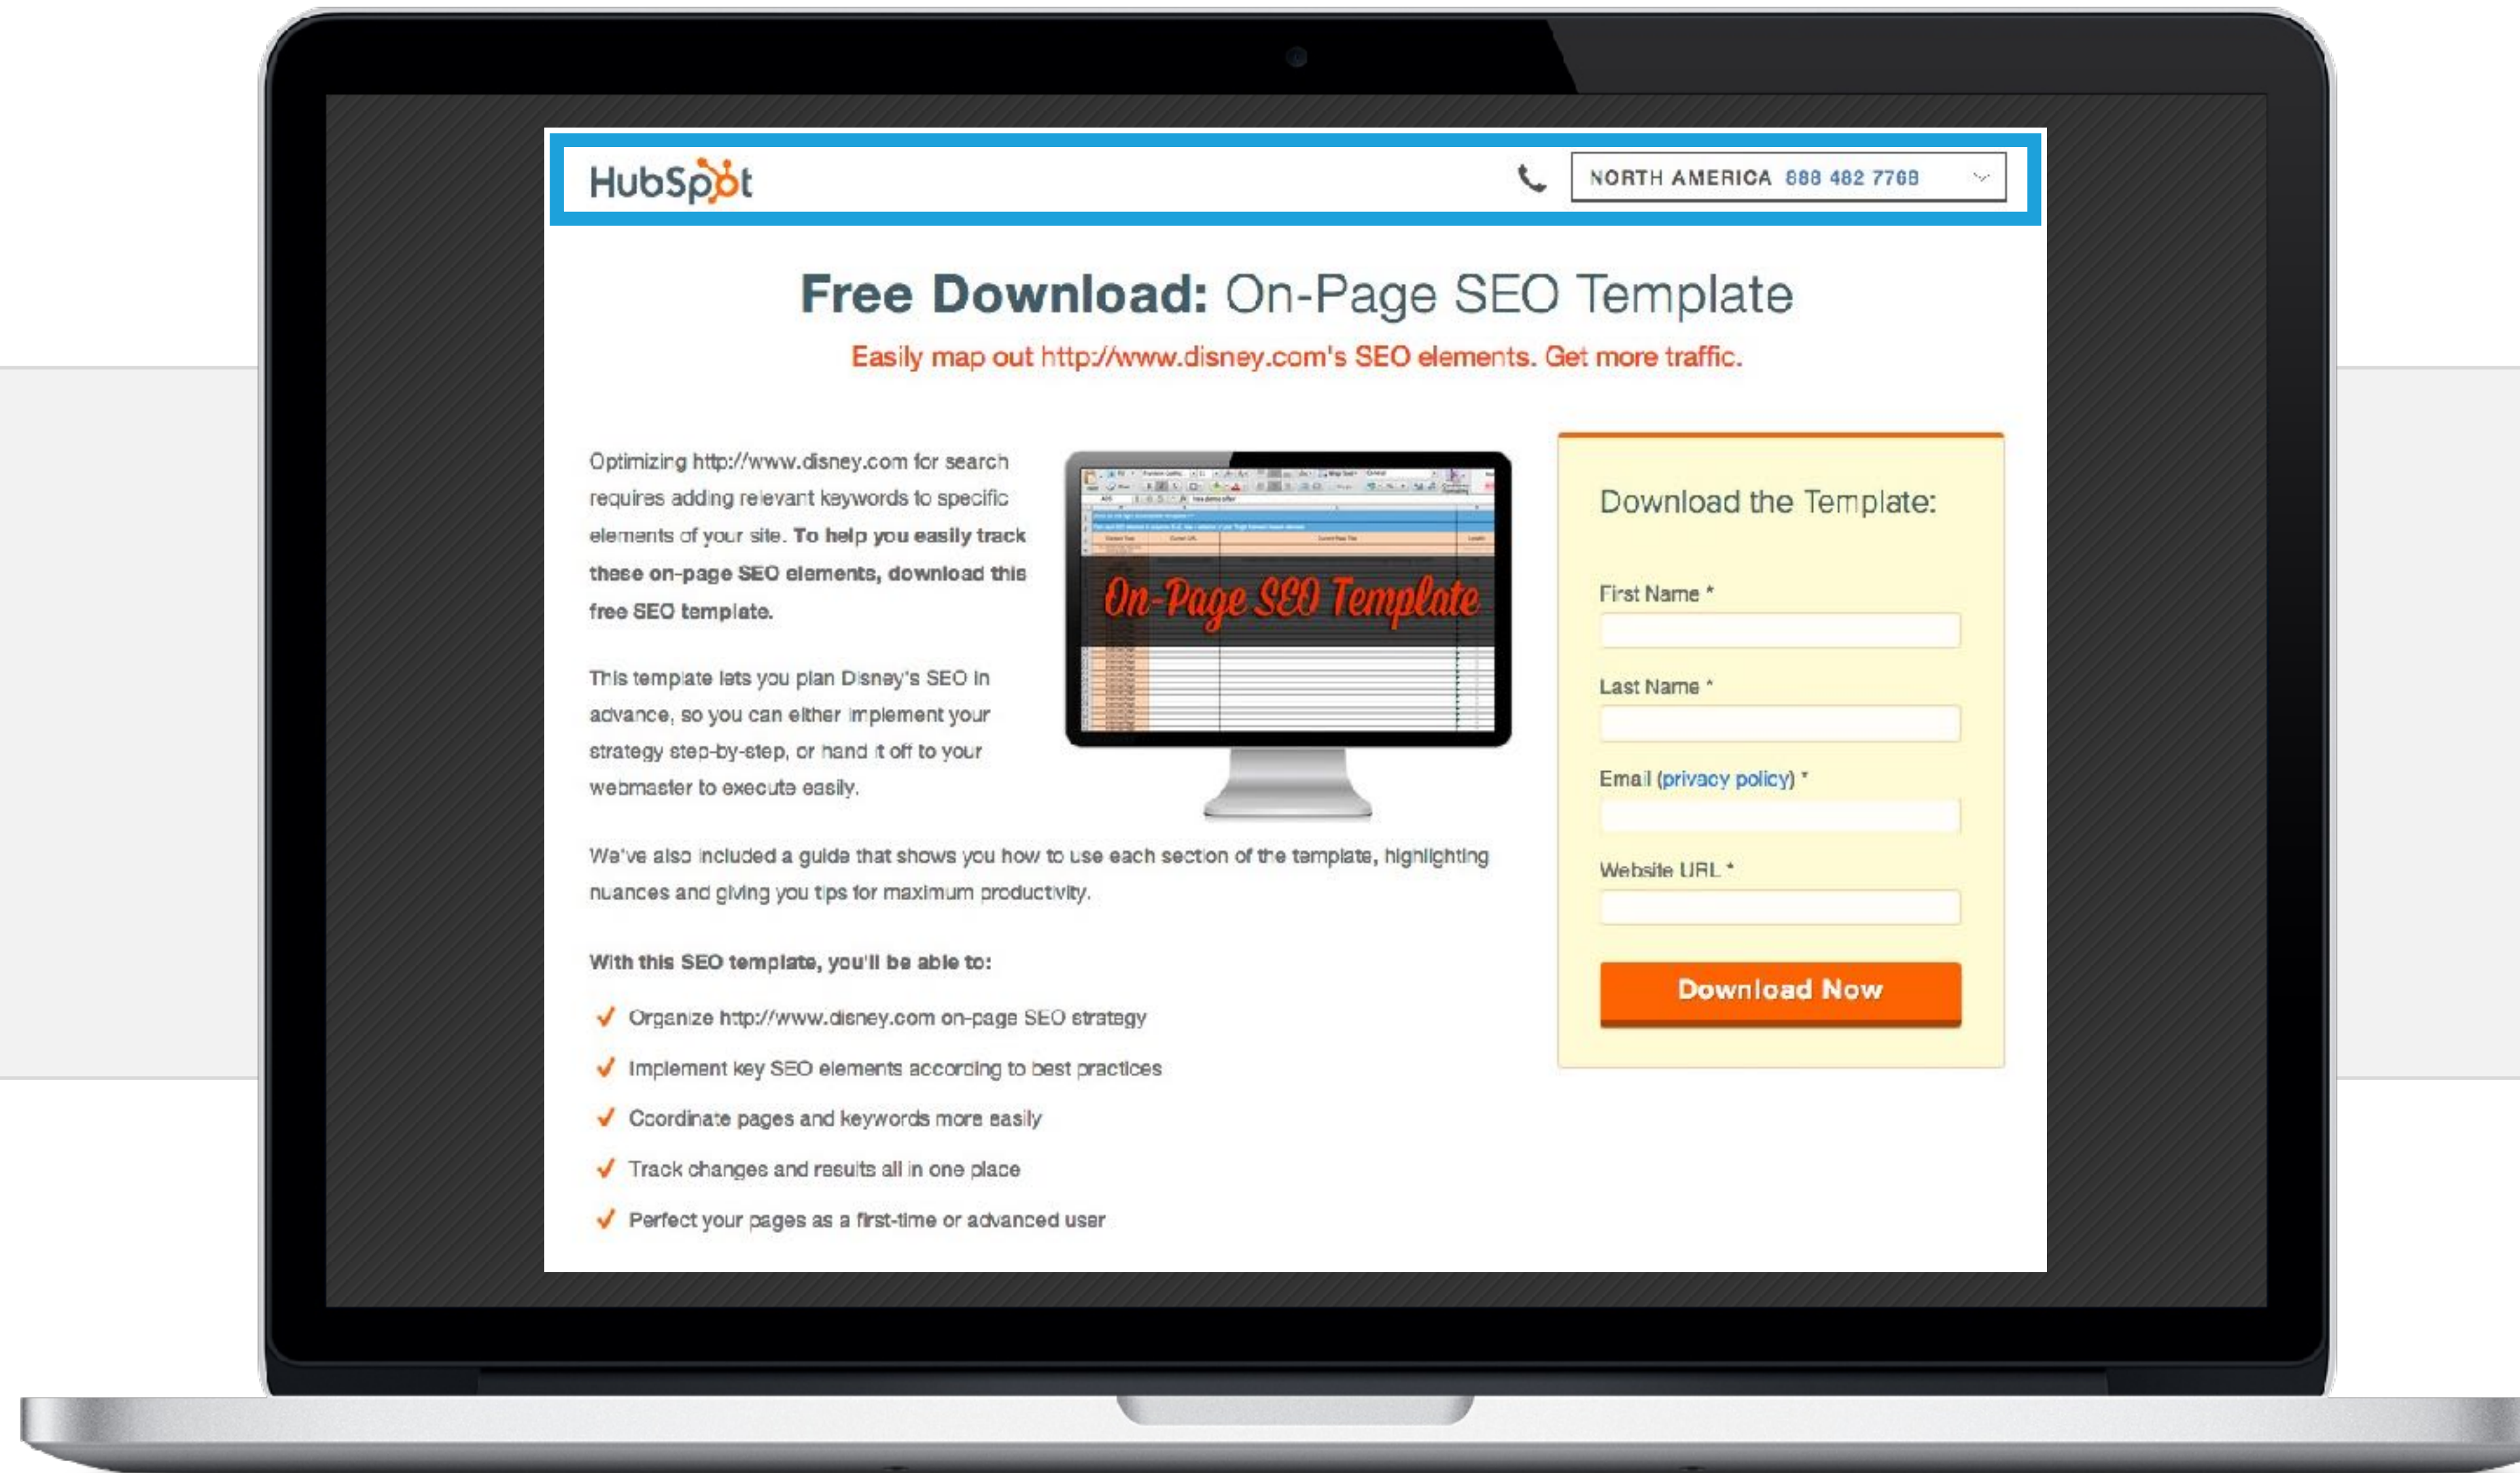 HubSpot
NORTH AMERICA 888 482 7768
Free Download: On-Page SEO Template
Easily map out http://www.disney.com's SEO elements. Get more traffic.
Optimizing http://www.disney.com for search
requires adding relevant keywords to specific
elements of your site. To help you easily track
these on-page SEO elements, download this
free SEO template.
This template lets you plan Disney's SEO in
advance, so you can either implement your
strategy step-by-step, or hand it off to your
webmaster to execute easily.
On-Page SEO Template
We've also included a guide that shows you how to use each section of the template, highlighting
nuances and giving you tips for maximum productivity.
With this SEO template, you'll be able to:
Organize http://www.disney.com on-page SEO strategy
Implement key SEO elements according to best practices
Coordinate pages and keywords more easily
Track changes and results all in one place
Perfect your pages as a first-time or advanced user
Download the Template:
First Name *
Last Name *
Email (privacy policy) *
Website URL *
Download Now